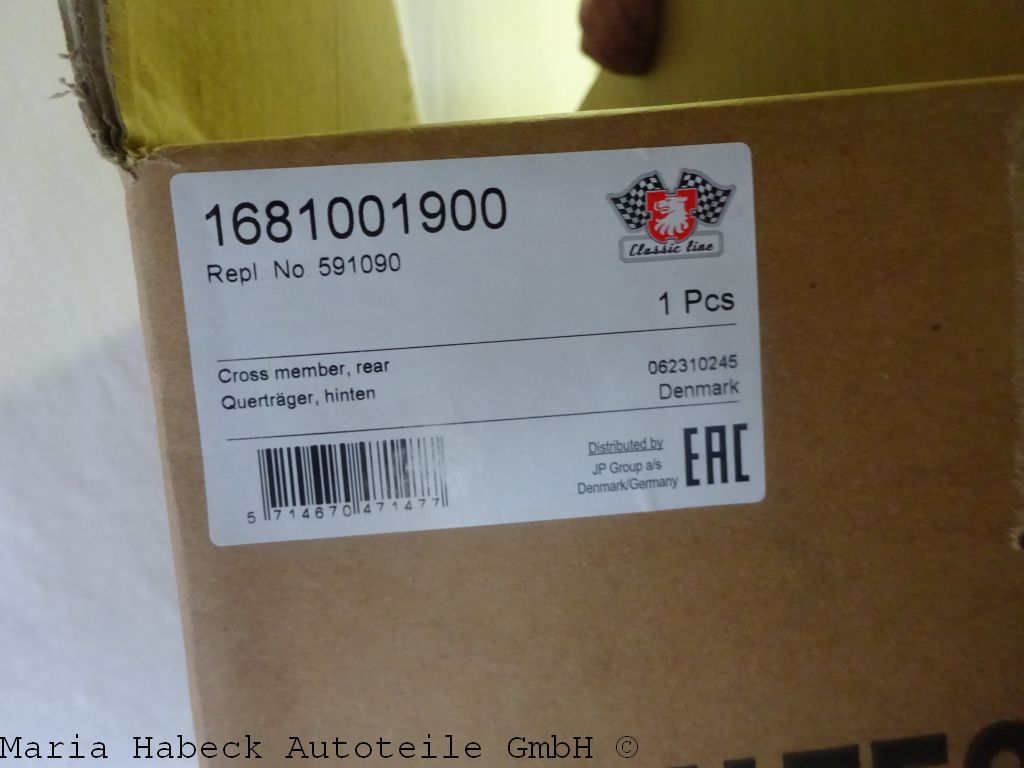 1681001900
Repl No 591090
Classic line
1 Pcs
Cross member, rear
062310245
Querträger, hinten
Denmark
Distributed by
JP Group a/s
Denmark/Germany
EAC
5 714670 471477
Maria Habeck Autoteile GmbH ©